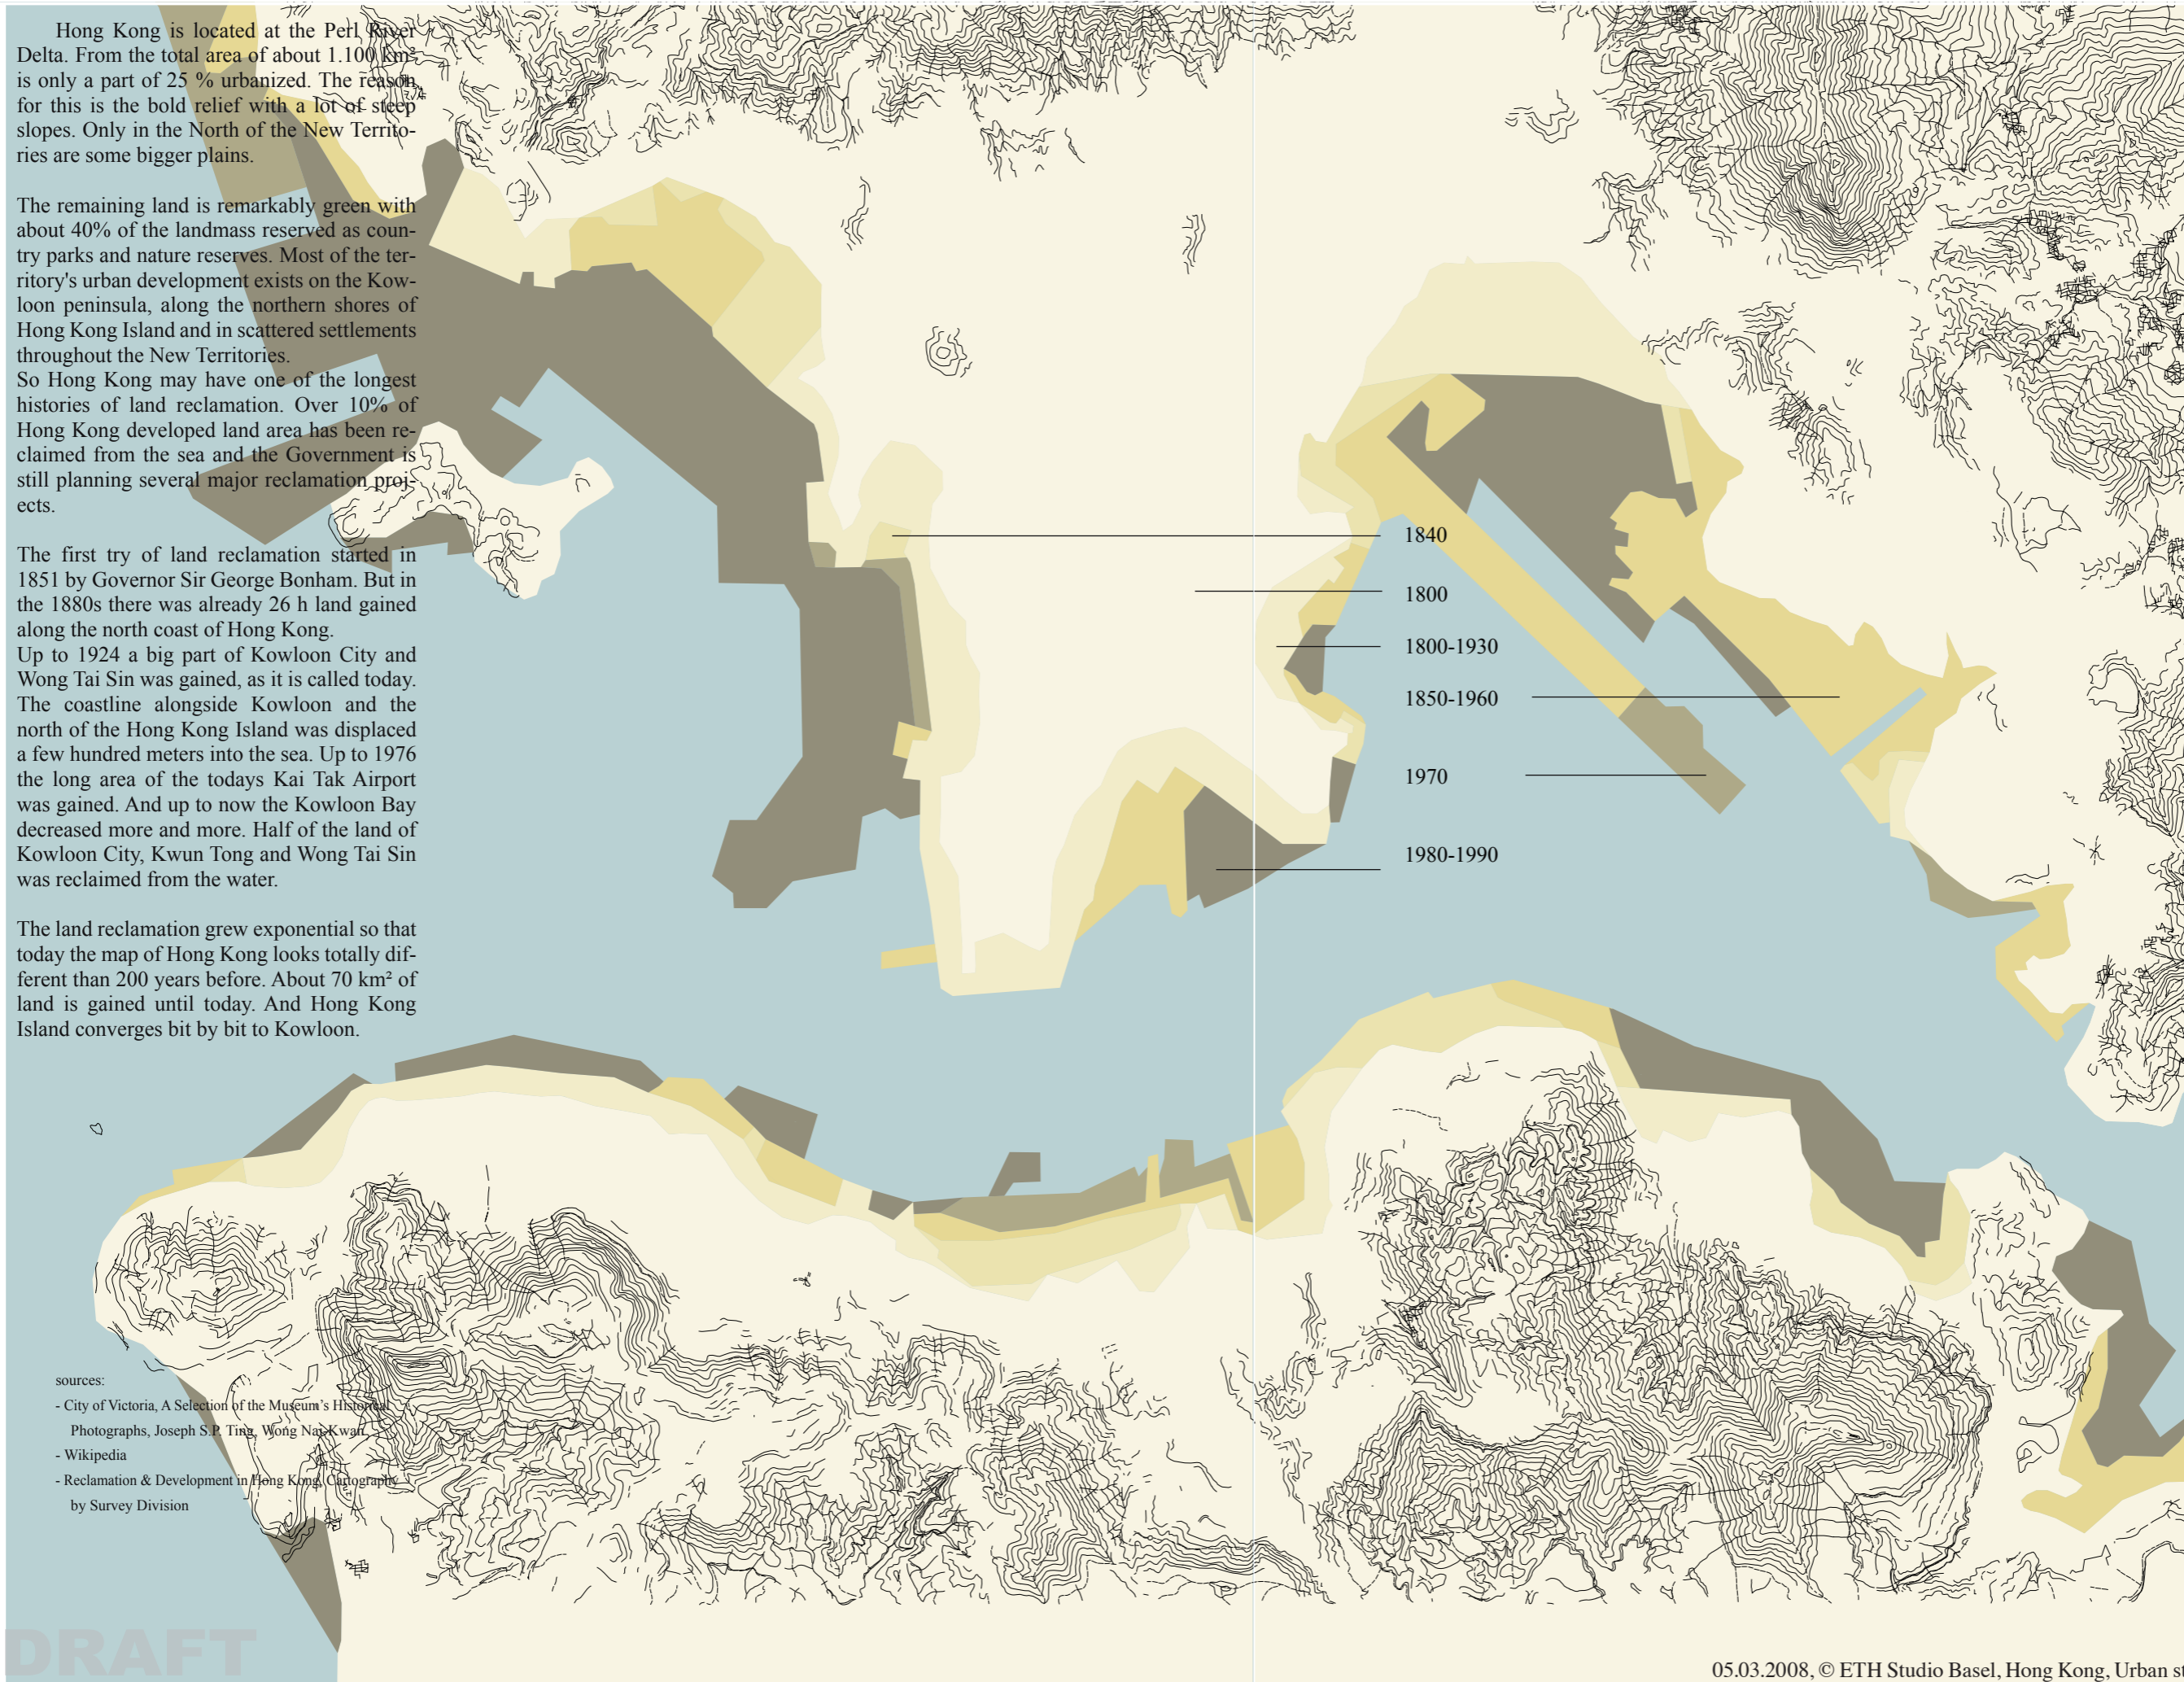 Hong Kong is located at the Perl River
Delta. From the total area of about 1.100 km²
is only a part of 25 % urbanized. The reason
for this is the bold relief with a lot of steep
slopes. Only in the North of the New Territo-
ries are some bigger plains.
The remaining land is remarkably green with
about 40% of the landmass reserved as coun-
try parks and nature reserves. Most of the ter-
ritory's urban development exists on the Kow-
loon peninsula, along the northern shores of
Hong Kong Island and in scattered settlements
throughout the New Territories.
So Hong Kong may have one of the longest
histories of land reclamation. Over 10% of
Hong Kong developed land area has been re-
claimed from the sea and the Government is
still planning several major reclamation proj-
ects.
The first try of land reclamation started in
1851 by Governor Sir George Bonham. But in
the 1880s there was already 26 h land gained
along the north coast of Hong Kong.
Up to 1924 a big part of Kowloon City and
Wong Tai Sin was gained, as it is called today.
The coastline alongside Kowloon and the
north of the Hong Kong Island was displaced
a few hundred meters into the sea. Up to 1976
the long area of the todays Kai Tak Airport
was gained. And up to now the Kowloon Bay
decreased more and more. Half of the land of
Kowloon City, Kwun Tong and Wong Tai Sin
was reclaimed from the water.
The land reclamation grew exponential so that
today the map of Hong Kong looks totally dif-
ferent than 200 years before. About 70 km² of
land is gained until today. And Hong Kong
Island converges bit by bit to Kowloon.
1840
1800
1800-1930
1850-1960
1970
1980-1990
sources:
- City of Victoria, A Selection of the Museum's Historical
Photographs, Joseph S.P. Ting, Wong Nai-Kwan
- Wikipedia
- Reclamation & Development in Hong Kong, Cartography
by Survey Division
DRAFT
05.03.2008, © ETH Studio Basel, Hong Kong, Urban